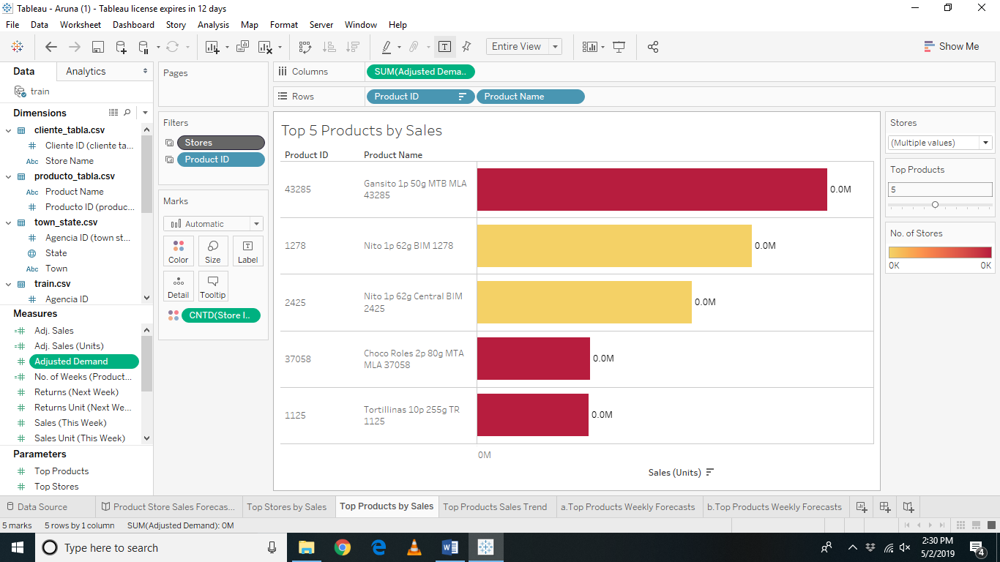 Tableau - Aruna (1) - Tableau license expires in 12 days
File Data Worksheet Dashboard Story Analysis Map Format Server Window Help
Entire View
Show Me
Data Analytics
train
Dimensions
cliente_tabla.csv
Cliente ID (cliente ta...
Abc Store Name
producto_tabla.csv
Abc Product Name
Producto ID (produc...
town_state.csv
Agencia ID (town st...
State
Abc Town
train.csv
Agencia ID
Measures
Adj. Sales
Adj. Sales (Units)
Adjusted Demand
No. of Weeks (Product...
Returns (Next Week)
Returns Unit (Next We...
Sales (This Week)
Sales Unit (This Week)
Parameters
Top Products
Top Stores
Pages
Filters
Stores
Product ID
Marks
Automatic
Color Size Label
Detail Tooltip
CNTD(Store I..
Columns SUM(Adjusted Dema..
Rows Product ID Product Name
Top 5 Products by Sales
Product ID Product Name
43285 Gansito 1p 50g MTB MLA 0.0M
43285
1278 Nito 1p 62g BIM 1278 0.0M
2425 Nito 1p 62g Central BIM 0.0M
2425
37058 Choco Roles 2p 80g MTA 0.0M
MLA 37058
1125 Tortillinas 10p 255g TR 0.0M
1125
0M
Sales (Units)
Stores
(Multiple values)
Top Products
5
No. of Stores
0K 0K
Data Source Product Store Sales Forecas... Top Stores by Sales Top Products by Sales Top Products Sales Trend a.Top Products Weekly Forecasts b.Top Products Weekly Forecasts
5 marks 5 rows by 1 column SUM(Adjusted Demand): 0M
Type here to search
2:30 PM
5/2/2019
4